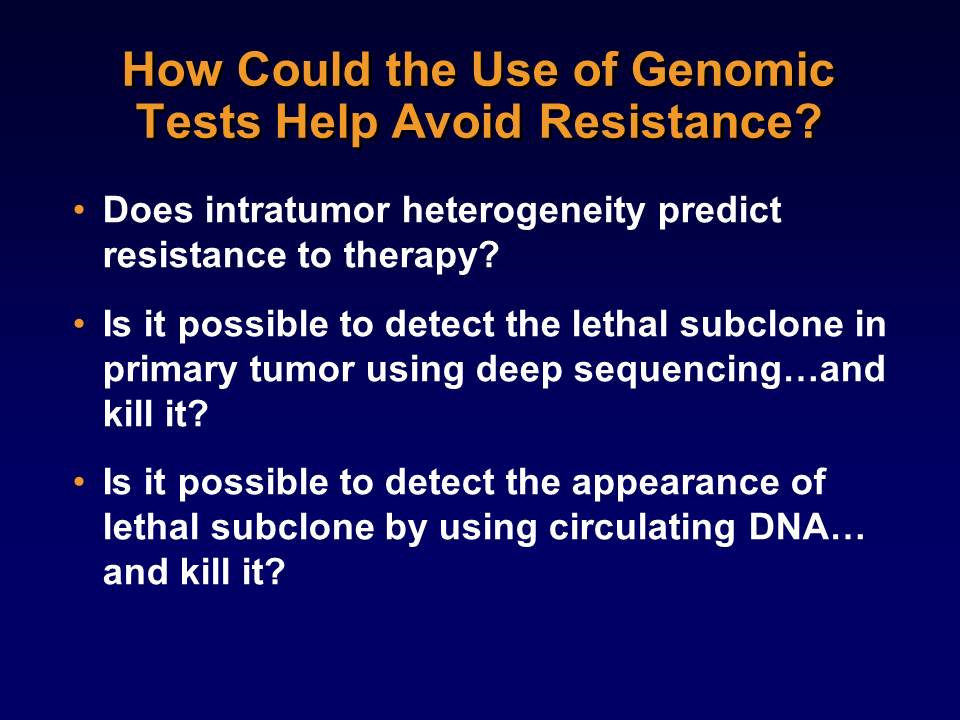 How Could the Use of Genomic
Tests Help Avoid Resistance?
• Does intratumor heterogeneity predict
resistance to therapy?
• Is it possible to detect the lethal subclone in
primary tumor using deep sequencing…and
kill it?
• Is it possible to detect the appearance of
lethal subclone by using circulating DNA…
and kill it?